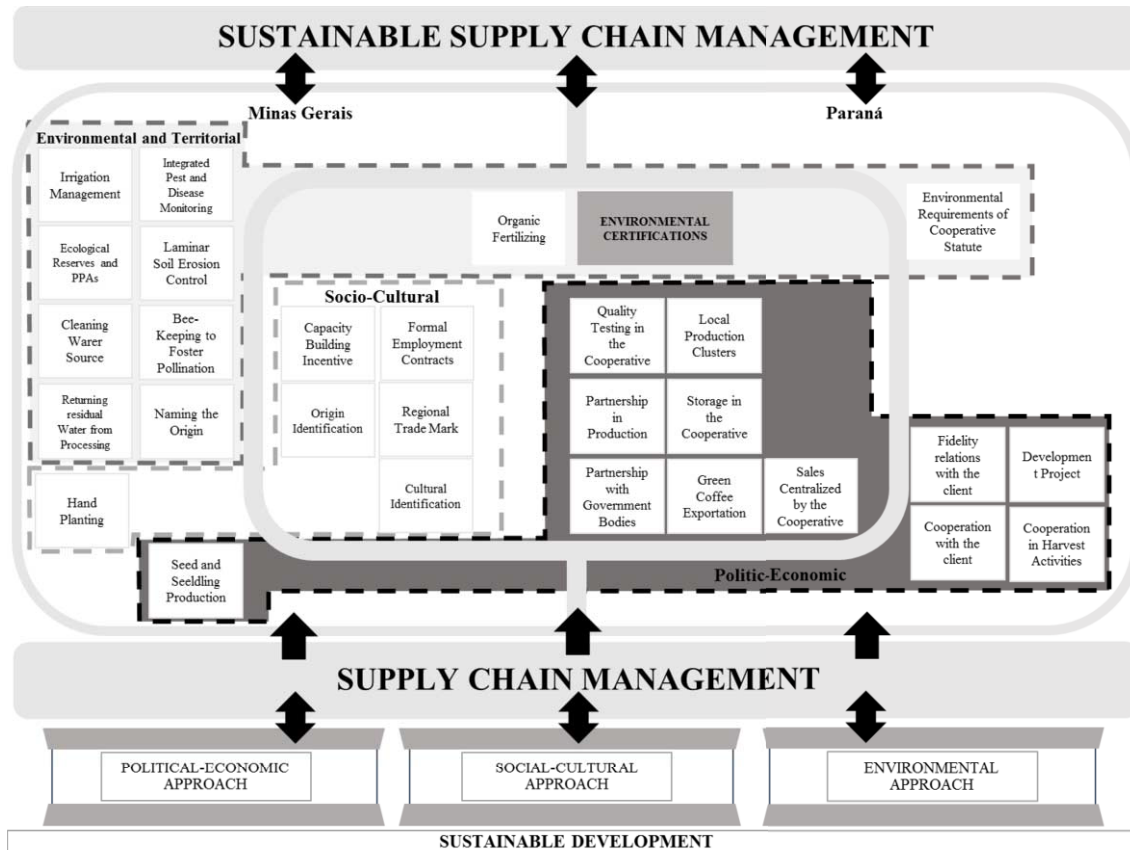 SUSTAINABLE SUPPLY CHAIN MANAGEMENT
Minas Gerais
Paraná
Environmental and Territorial
Irrigation
Management
Integrated
Pest and
Disease
Monitoring
Ecological
Reserves and
PPAs
Laminar
Soil Erosion
Control
Cleaning
Warer
Source
Bee-
Keeping to
Foster
Pollination
Returning
residual
Water from
Processing
Naming the
Origin
Hand
Planting
Organic
Fertilizing
ENVIRONMENTAL
CERTIFICATIONS
Environmental
Requirements of
Cooperative
Statute
Socio-Cultural
Capacity
Building
Incentive
Formal
Employment
Contracts
Origin
Identification
Regional
Trade Mark
Cultural
Identification
Quality
Testing in
the
Cooperative
Local
Production
Clusters
Partnership
in
Production
Storage in
the
Cooperative
Partnership
with
Government
Bodies
Green
Coffee
Exportation
Sales
Centralized
by the
Cooperative
Fidelity
relations with
the client
Developmen
t Project
Cooperation
with the
client
Cooperation
in Harvest
Activities
Seed and
Seeldling
Production
Politic-Economic
SUPPLY CHAIN MANAGEMENT
POLITICAL-ECONOMIC
APPROACH
SOCIAL-CULTURAL
APPROACH
ENVIRONMENTAL
APPROACH
SUSTAINABLE DEVELOPMENT